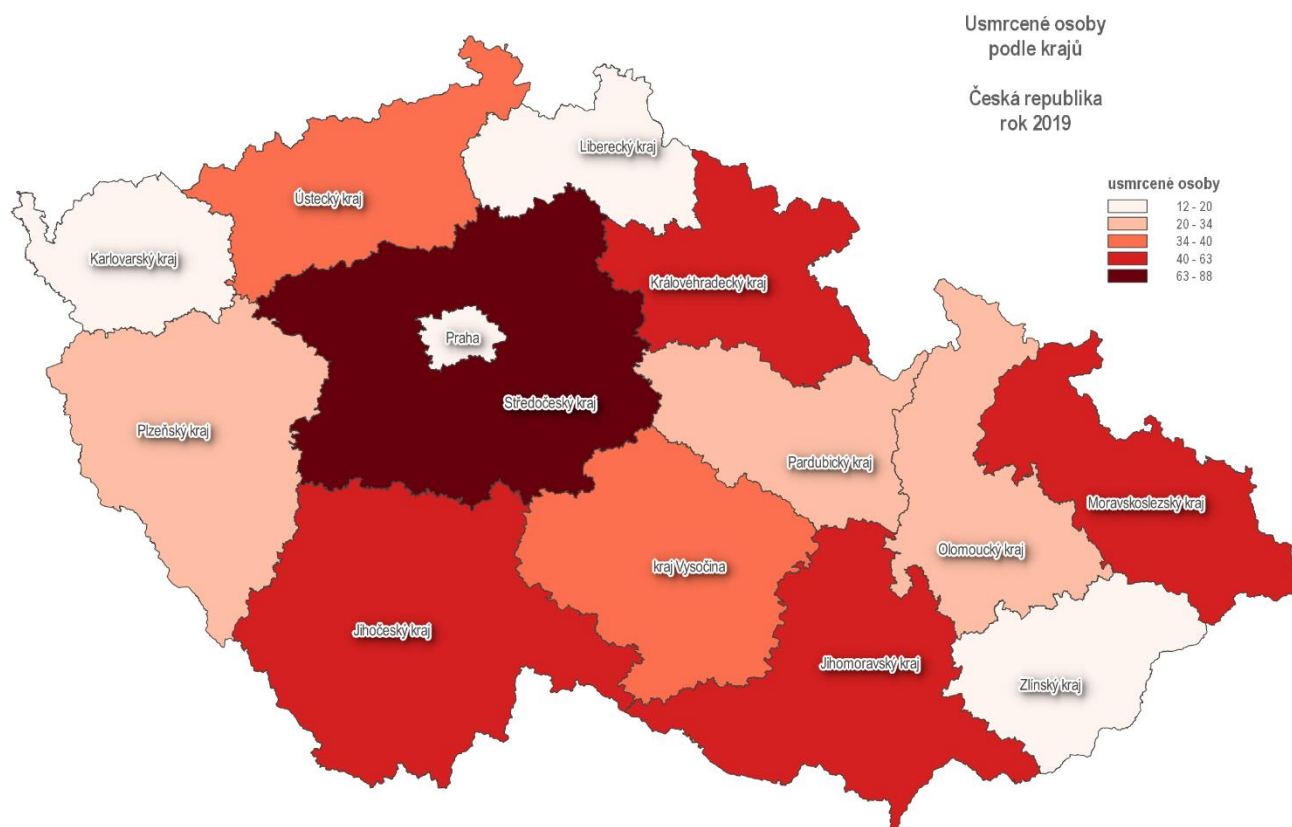 Usmrcené osoby
podle krajů
Česká republika
rok 2019
usmrcené osoby
12 - 20
20 - 34
34 - 40
40 - 63
63 - 88
Liberecký kraj
Ústecký kraj
Karlovarský kraj
Královéhradecký kraj
Praha
Středočeský kraj
Plzeňský kraj
Pardubický kraj
Moravskoslezský kraj
Olomoucký kraj
kraj Vysočina
Jihočeský kraj
Jihomoravský kraj
Zlínský kraj